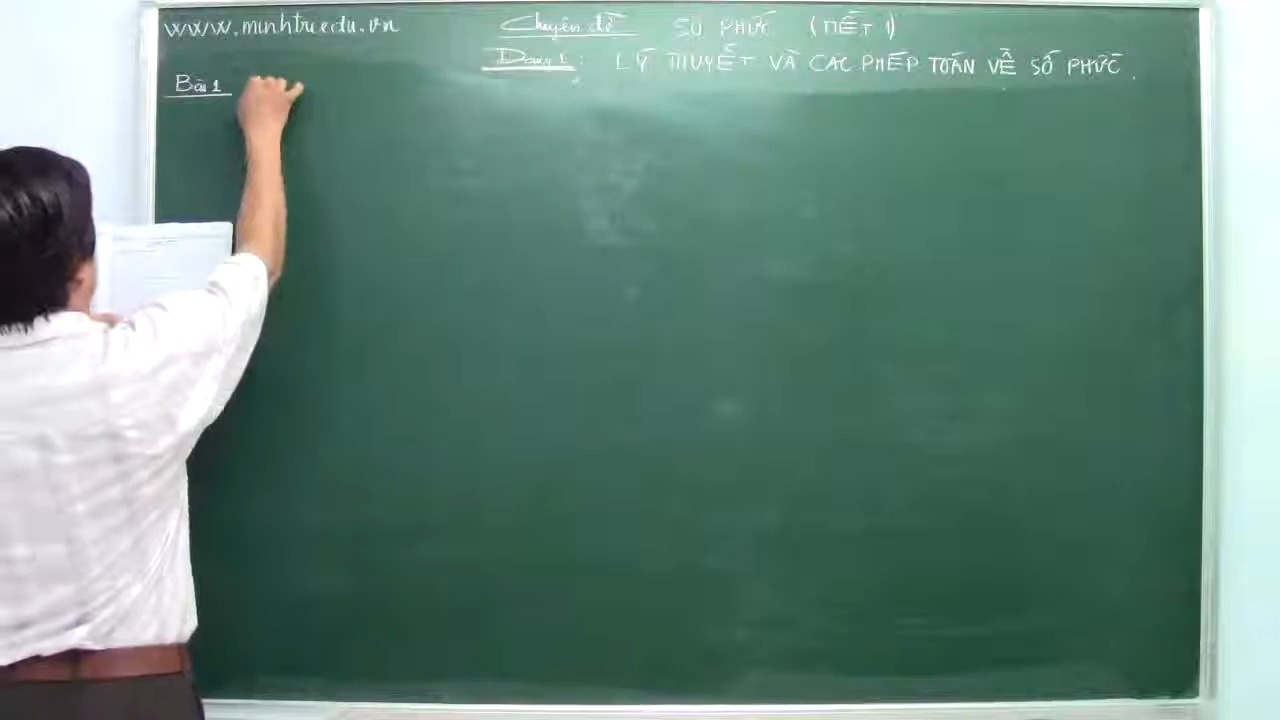 www.minhtriedu.vn
Chuyên đề SỐ PHỨC (TIẾT 1)
Dạng 1: LÝ THUYẾT VÀ CÁC PHÉP TOÁN VỀ SỐ PHỨC.
Bài 1